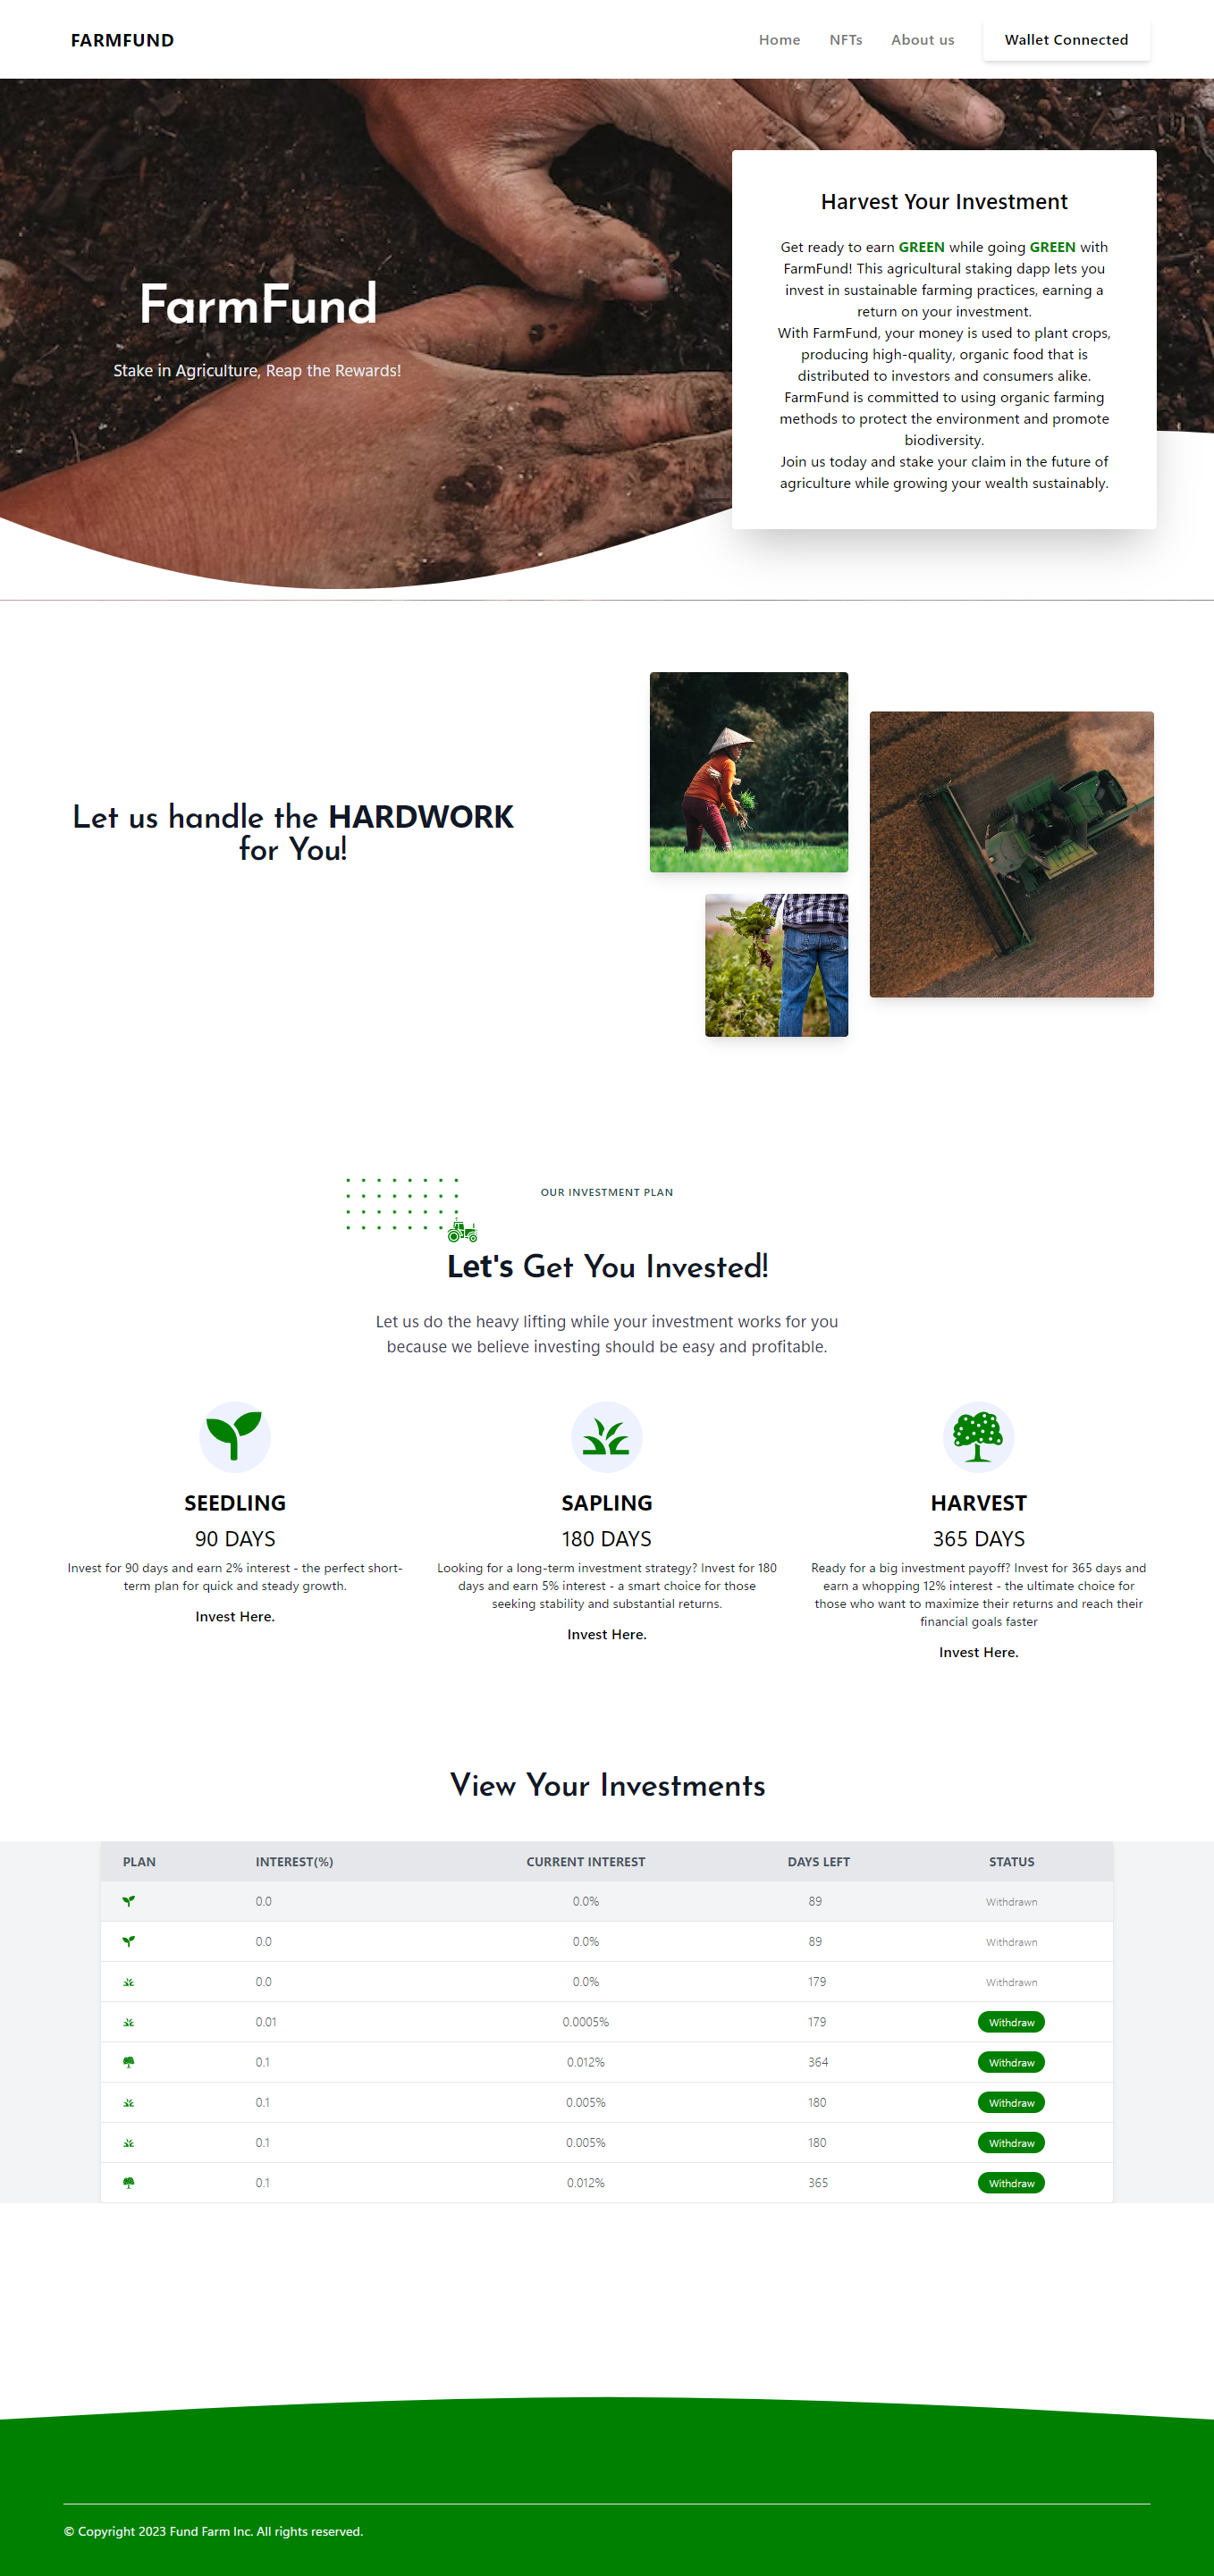 FARMFUND
Home NFTs About us Wallet Connected
FarmFund
Stake in Agriculture, Reap the Rewards!
Harvest Your Investment
Get ready to earn GREEN while going GREEN with
FarmFund! This agricultural staking dapp lets you
invest in sustainable farming practices, earning a
return on your investment.
With FarmFund, your money is used to plant crops,
producing high-quality, organic food that is
distributed to investors and consumers alike.
FarmFund is committed to using organic farming
methods to protect the environment and promote
biodiversity.
Join us today and stake your claim in the future of
agriculture while growing your wealth sustainably.
Let us handle the HARDWORK
for You!
OUR INVESTMENT PLAN
Let's Get You Invested!
Let us do the heavy lifting while your investment works for you
because we believe investing should be easy and profitable.
SEEDLING
90 DAYS
Invest for 90 days and earn 2% interest - the perfect short-
term plan for quick and steady growth.
Invest Here.
SAPLING
180 DAYS
Looking for a long-term investment strategy? Invest for 180
days and earn 5% interest - a smart choice for those
seeking stability and substantial returns.
Invest Here.
HARVEST
365 DAYS
Ready for a big investment payoff? Invest for 365 days and
earn a whopping 12% interest - the ultimate choice for
those who want to maximize their returns and reach their
financial goals faster
Invest Here.
View Your Investments
PLAN INTEREST(%) CURRENT INTEREST DAYS LEFT STATUS
0.0 0.0% 89 Withdrawn
0.0 0.0% 89 Withdrawn
0.0 0.0% 179 Withdrawn
0.01 0.0005% 179 Withdraw
0.1 0.012% 364 Withdraw
0.1 0.005% 180 Withdraw
0.1 0.005% 180 Withdraw
0.1 0.012% 365 Withdraw
© Copyright 2023 Fund Farm Inc. All rights reserved.